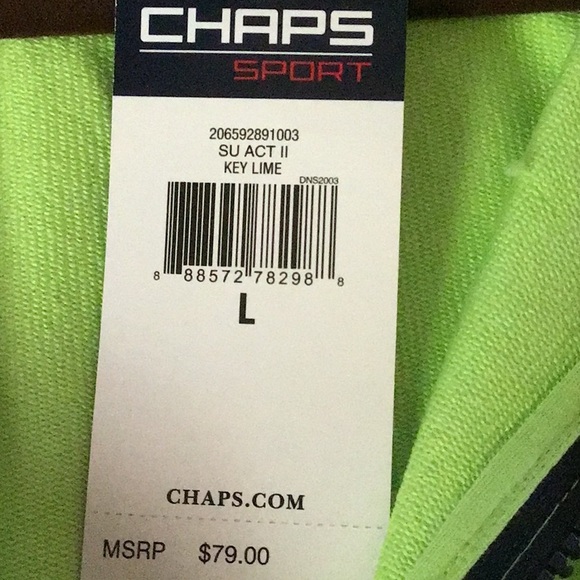 CHAPS
SPORT
206592891003
SU ACT II
KEY LIME
DNS2003
8 88572 78298 8
L
CHAPS.COM
MSRP $79.00